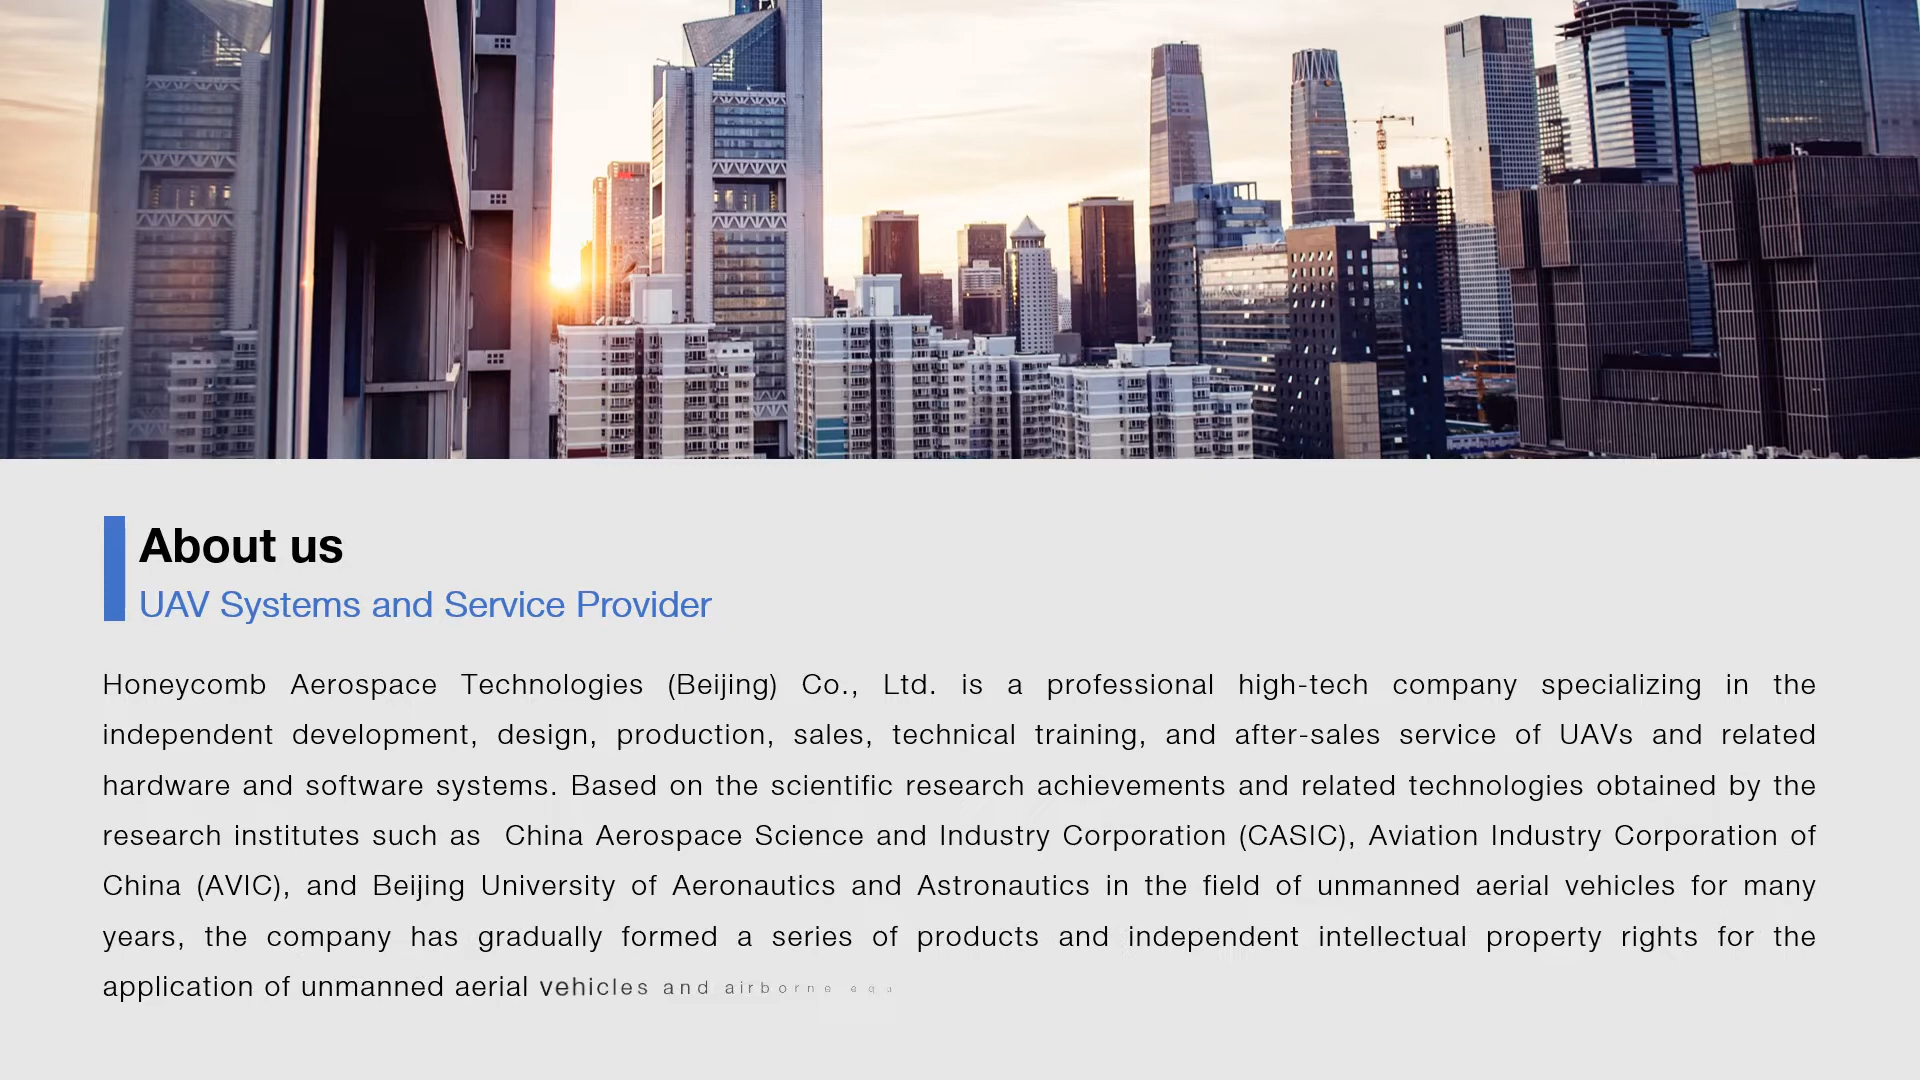 About us
UAV Systems and Service Provider
Honeycomb Aerospace Technologies (Beijing) Co., Ltd. is a professional high-tech company specializing in the
independent development, design, production, sales, technical training, and after-sales service of UAVs and related
hardware and software systems. Based on the scientific research achievements and related technologies obtained by the
research institutes such as  China Aerospace Science and Industry Corporation (CASIC), Aviation Industry Corporation of
China (AVIC), and Beijing University of Aeronautics and Astronautics in the field of unmanned aerial vehicles for many
years, the company has gradually formed a series of products and independent intellectual property rights for the
application of unmanned aerial vehicles and airborne